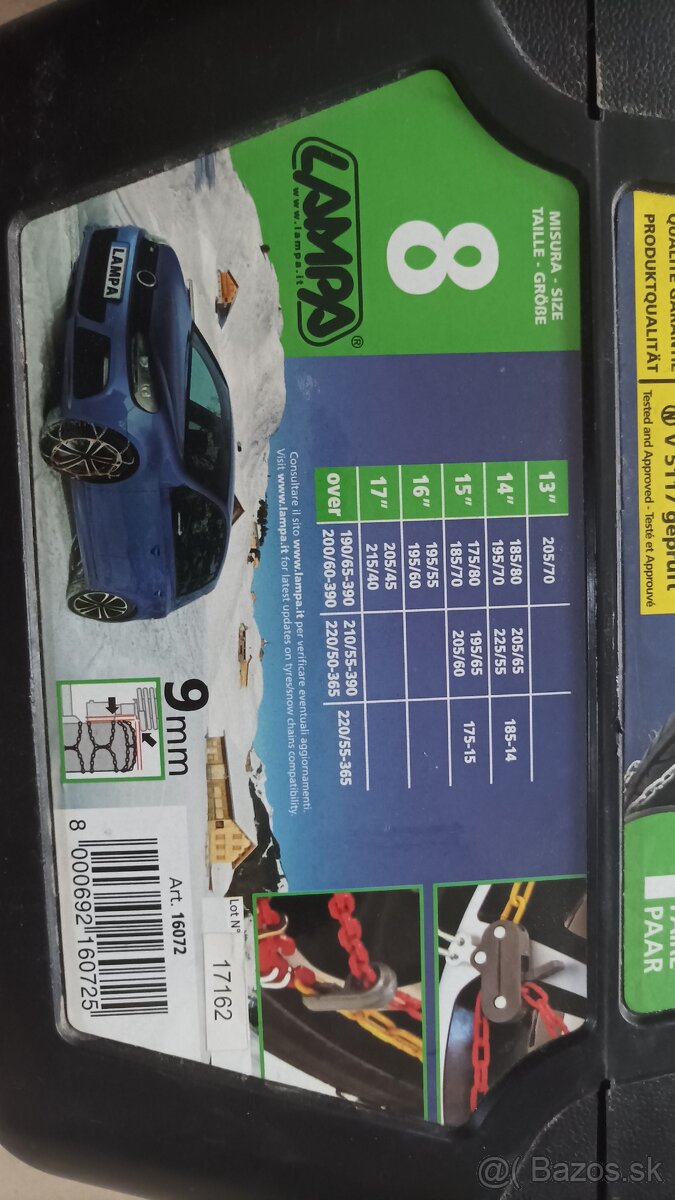 QUALITÉ GARANTIE
PRODUKTQUALITÄT
V 5117 geprüft
Tested and Approved - Testé et Approuvé
PAAR
MISURA - SIZE
TAILLE - GRÖßE
8
LAMPA®
www.lampa.it
LAMPA
13" 205/70
14" 185/80 205/65 185-14
195/70 225/55
15" 175/80 195/65 175-15
185/70 205/60
16" 195/55
195/60
17" 205/45
215/40
over 190/65-390 210/55-390 220/55-365
200/60-390 220/50-365
Consultare il sito www.lampa.it per verificare eventuali aggiornamenti.
Visit www.lampa.it for latest updates on tyres/snow chains compatibility.
9 mm
Art. 16072
8 000692 160725
Lot N°
17162
@( Bazos.sk